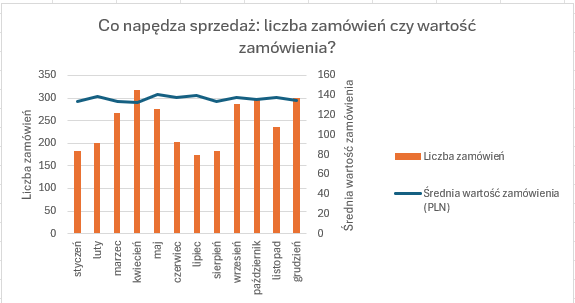 Co napędza sprzedaż: liczba zamówień czy wartość
zamówienia?
Liczba zamówień
350
300
250
200
150
100
50
0
160
140
120
100
80
60
40
20
0
Średnia wartość zamówienia
styczeń
luty
marzec
kwiecień
maj
czerwiec
lipiec
sierpień
wrzesień
październik
listopad
grudzień
Liczba zamówień
Średnia wartość zamówienia
(PLN)